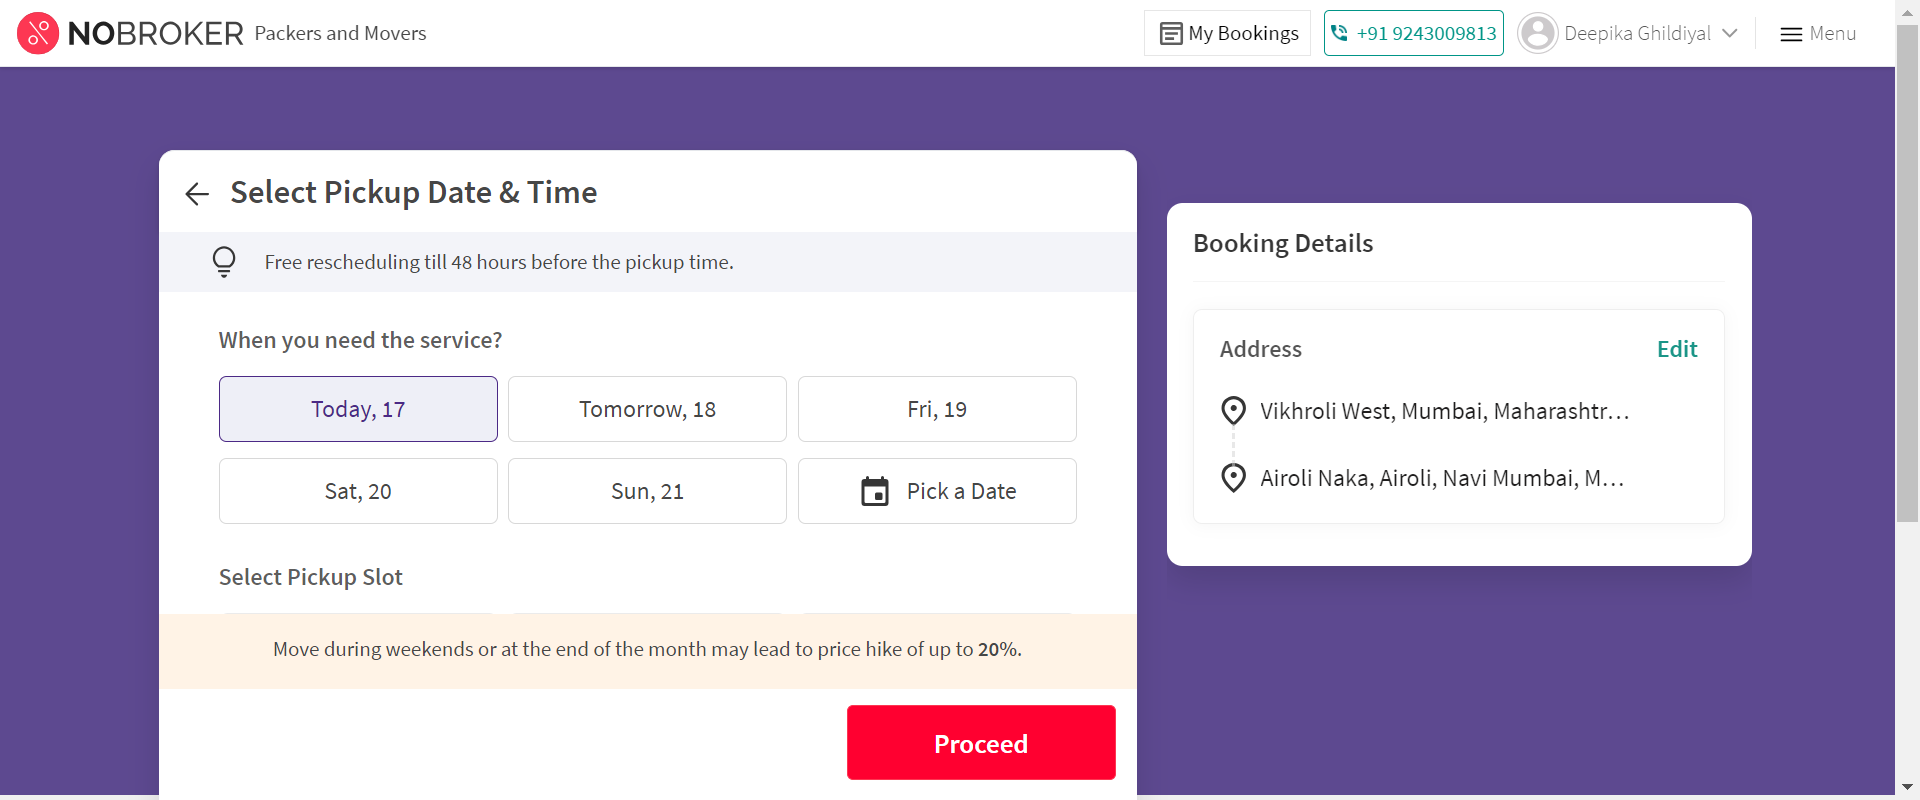 NOBROKER Packers and Movers
My Bookings
+91 9243009813
Deepika Ghildiyal
Menu
Select Pickup Date & Time
Free rescheduling till 48 hours before the pickup time.
When you need the service?
Today, 17
Tomorrow, 18
Fri, 19
Sat, 20
Sun, 21
Pick a Date
Select Pickup Slot
Move during weekends or at the end of the month may lead to price hike of up to 20%.
Proceed
Booking Details
Address
Edit
Vikhroli West, Mumbai, Maharashtr...
Airoli Naka, Airoli, Navi Mumbai, M...